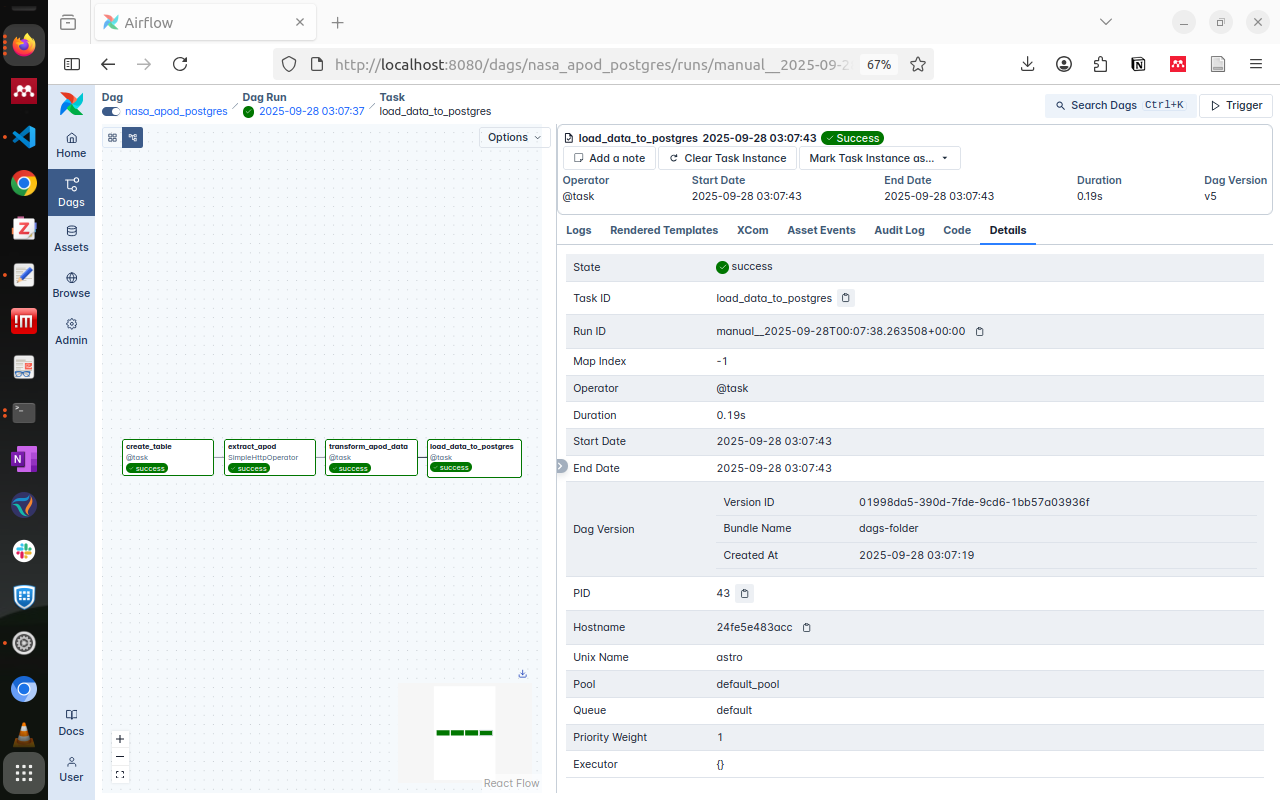 Airflow
http://localhost:8080/dags/nasa_apod_postgres/runs/manual__2025-09-2
67%
Dag
nasa_apod_postgres
Dag Run
2025-09-28 03:07:37
Task
load_data_to_postgres
Search Dags Ctrl+K
Trigger
Home
Dags
Assets
Browse
Admin
Docs
User
Options
create_table
@task
success
extract_apod
SimpleHttpOperator
success
transform_apod_data
@task
success
load_data_to_postgres
@task
success
React Flow
load_data_to_postgres 2025-09-28 03:07:43 Success
Add a note
Clear Task Instance
Mark Task Instance as...
Operator Start Date End Date Duration Dag Version
@task 2025-09-28 03:07:43 2025-09-28 03:07:43 0.19s v5
Logs Rendered Templates XCom Asset Events Audit Log Code Details
State success
Task ID load_data_to_postgres
Run ID manual__2025-09-28T00:07:38.263508+00:00
Map Index -1
Operator @task
Duration 0.19s
Start Date 2025-09-28 03:07:43
End Date 2025-09-28 03:07:43
Dag Version
Version ID 01998da5-390d-7fde-9cd6-1bb57a03936f
Bundle Name dags-folder
Created At 2025-09-28 03:07:19
PID 43
Hostname 24fe5e483acc
Unix Name astro
Pool default_pool
Queue default
Priority Weight 1
Executor {}